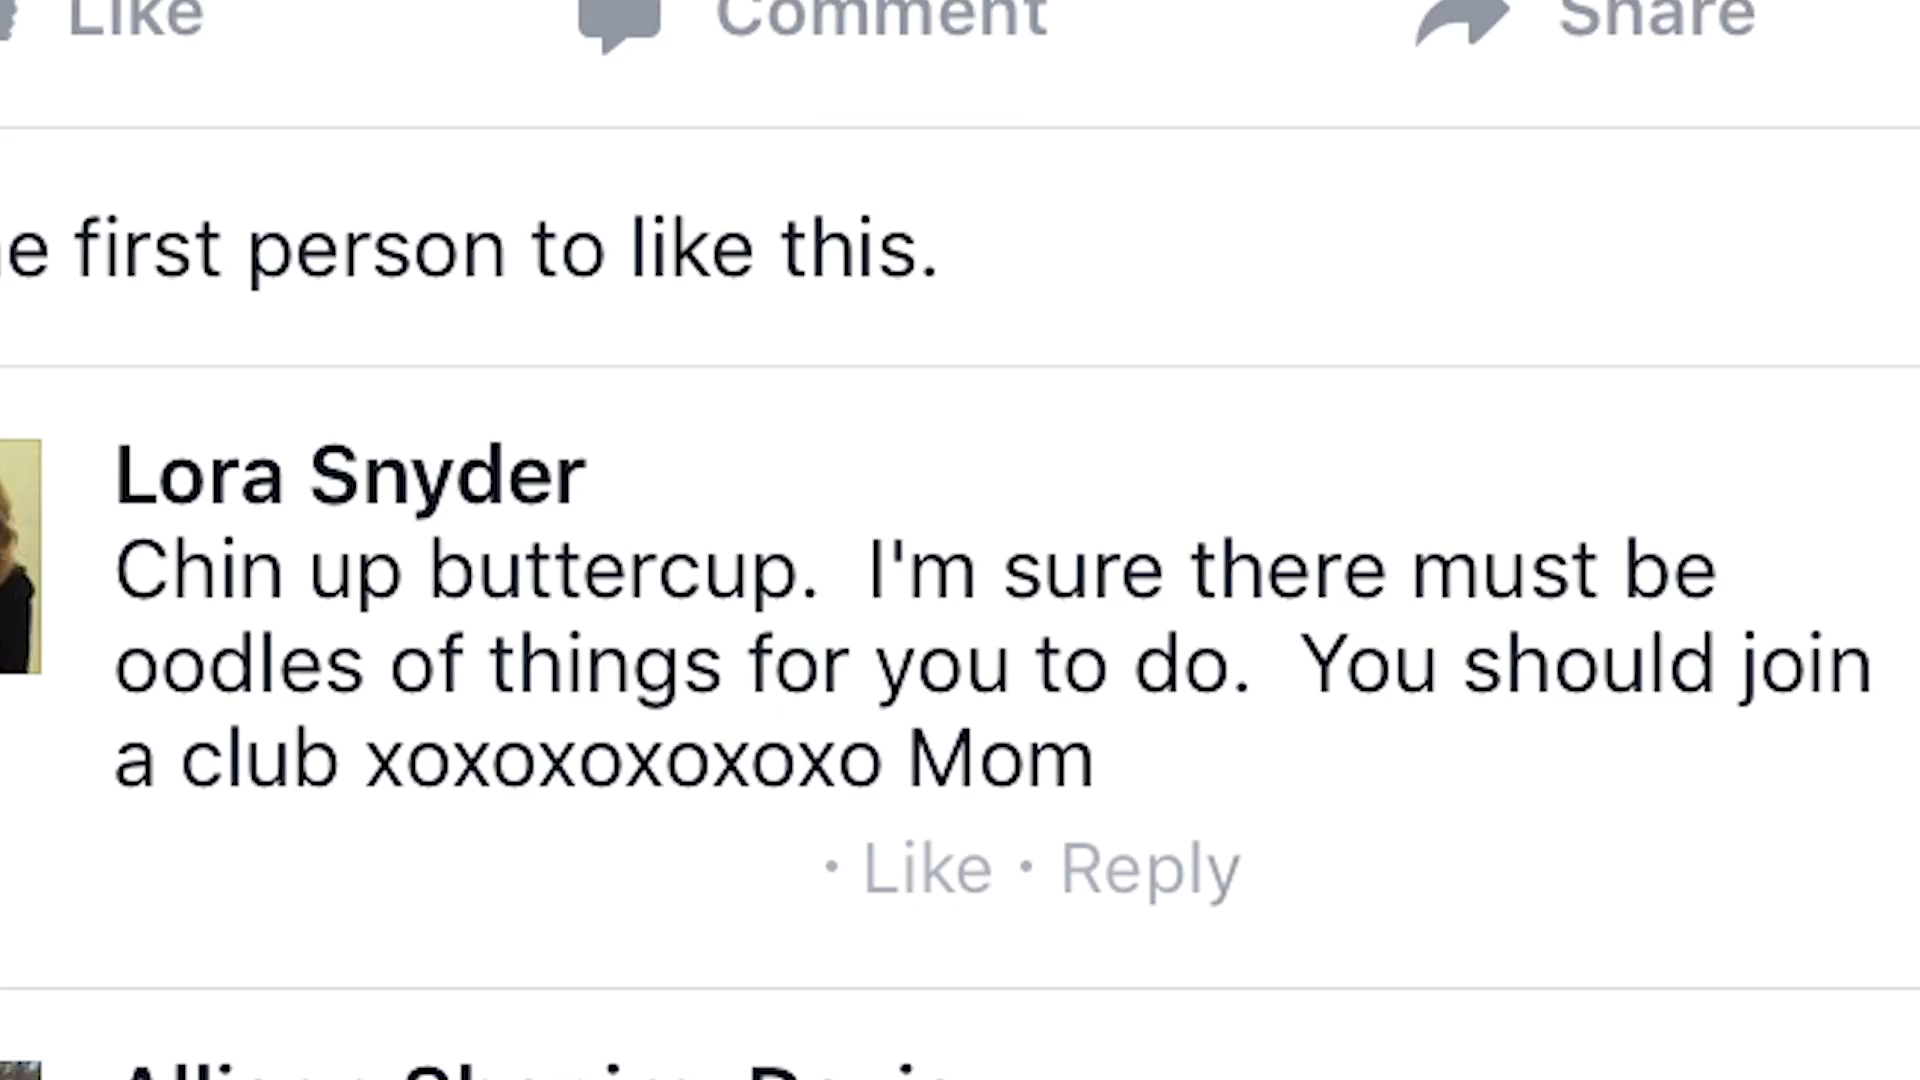 Like Comment Share
first person to like this.
Lora Snyder
Chin up buttercup.  I'm sure there must be
oodles of things for you to do.  You should join
a club xoxoxoxoxoxo Mom
· Like · Reply